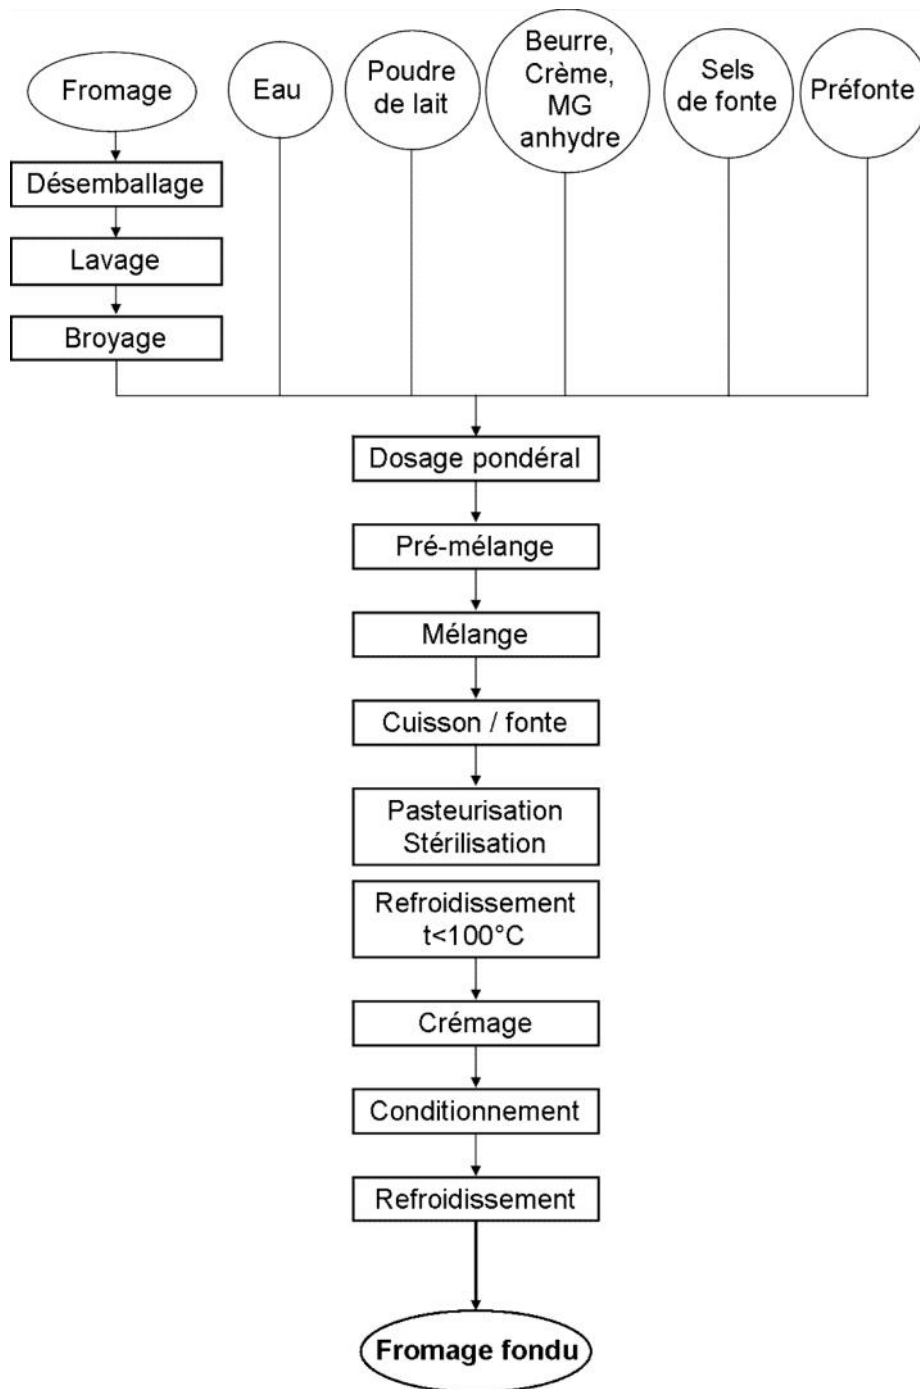 Fromage
Eau
Poudre
de lait
Beurre,
Crème,
MG
anhydre
Sels
de fonte
Préfonte
Désemballage
Lavage
Broyage
Dosage pondéral
Pré-mélange
Mélange
Cuisson / fonte
Pasteurisation
Stérilisation
Refroidissement
t<100°C
Crémage
Conditionnement
Refroidissement
Fromage fondu